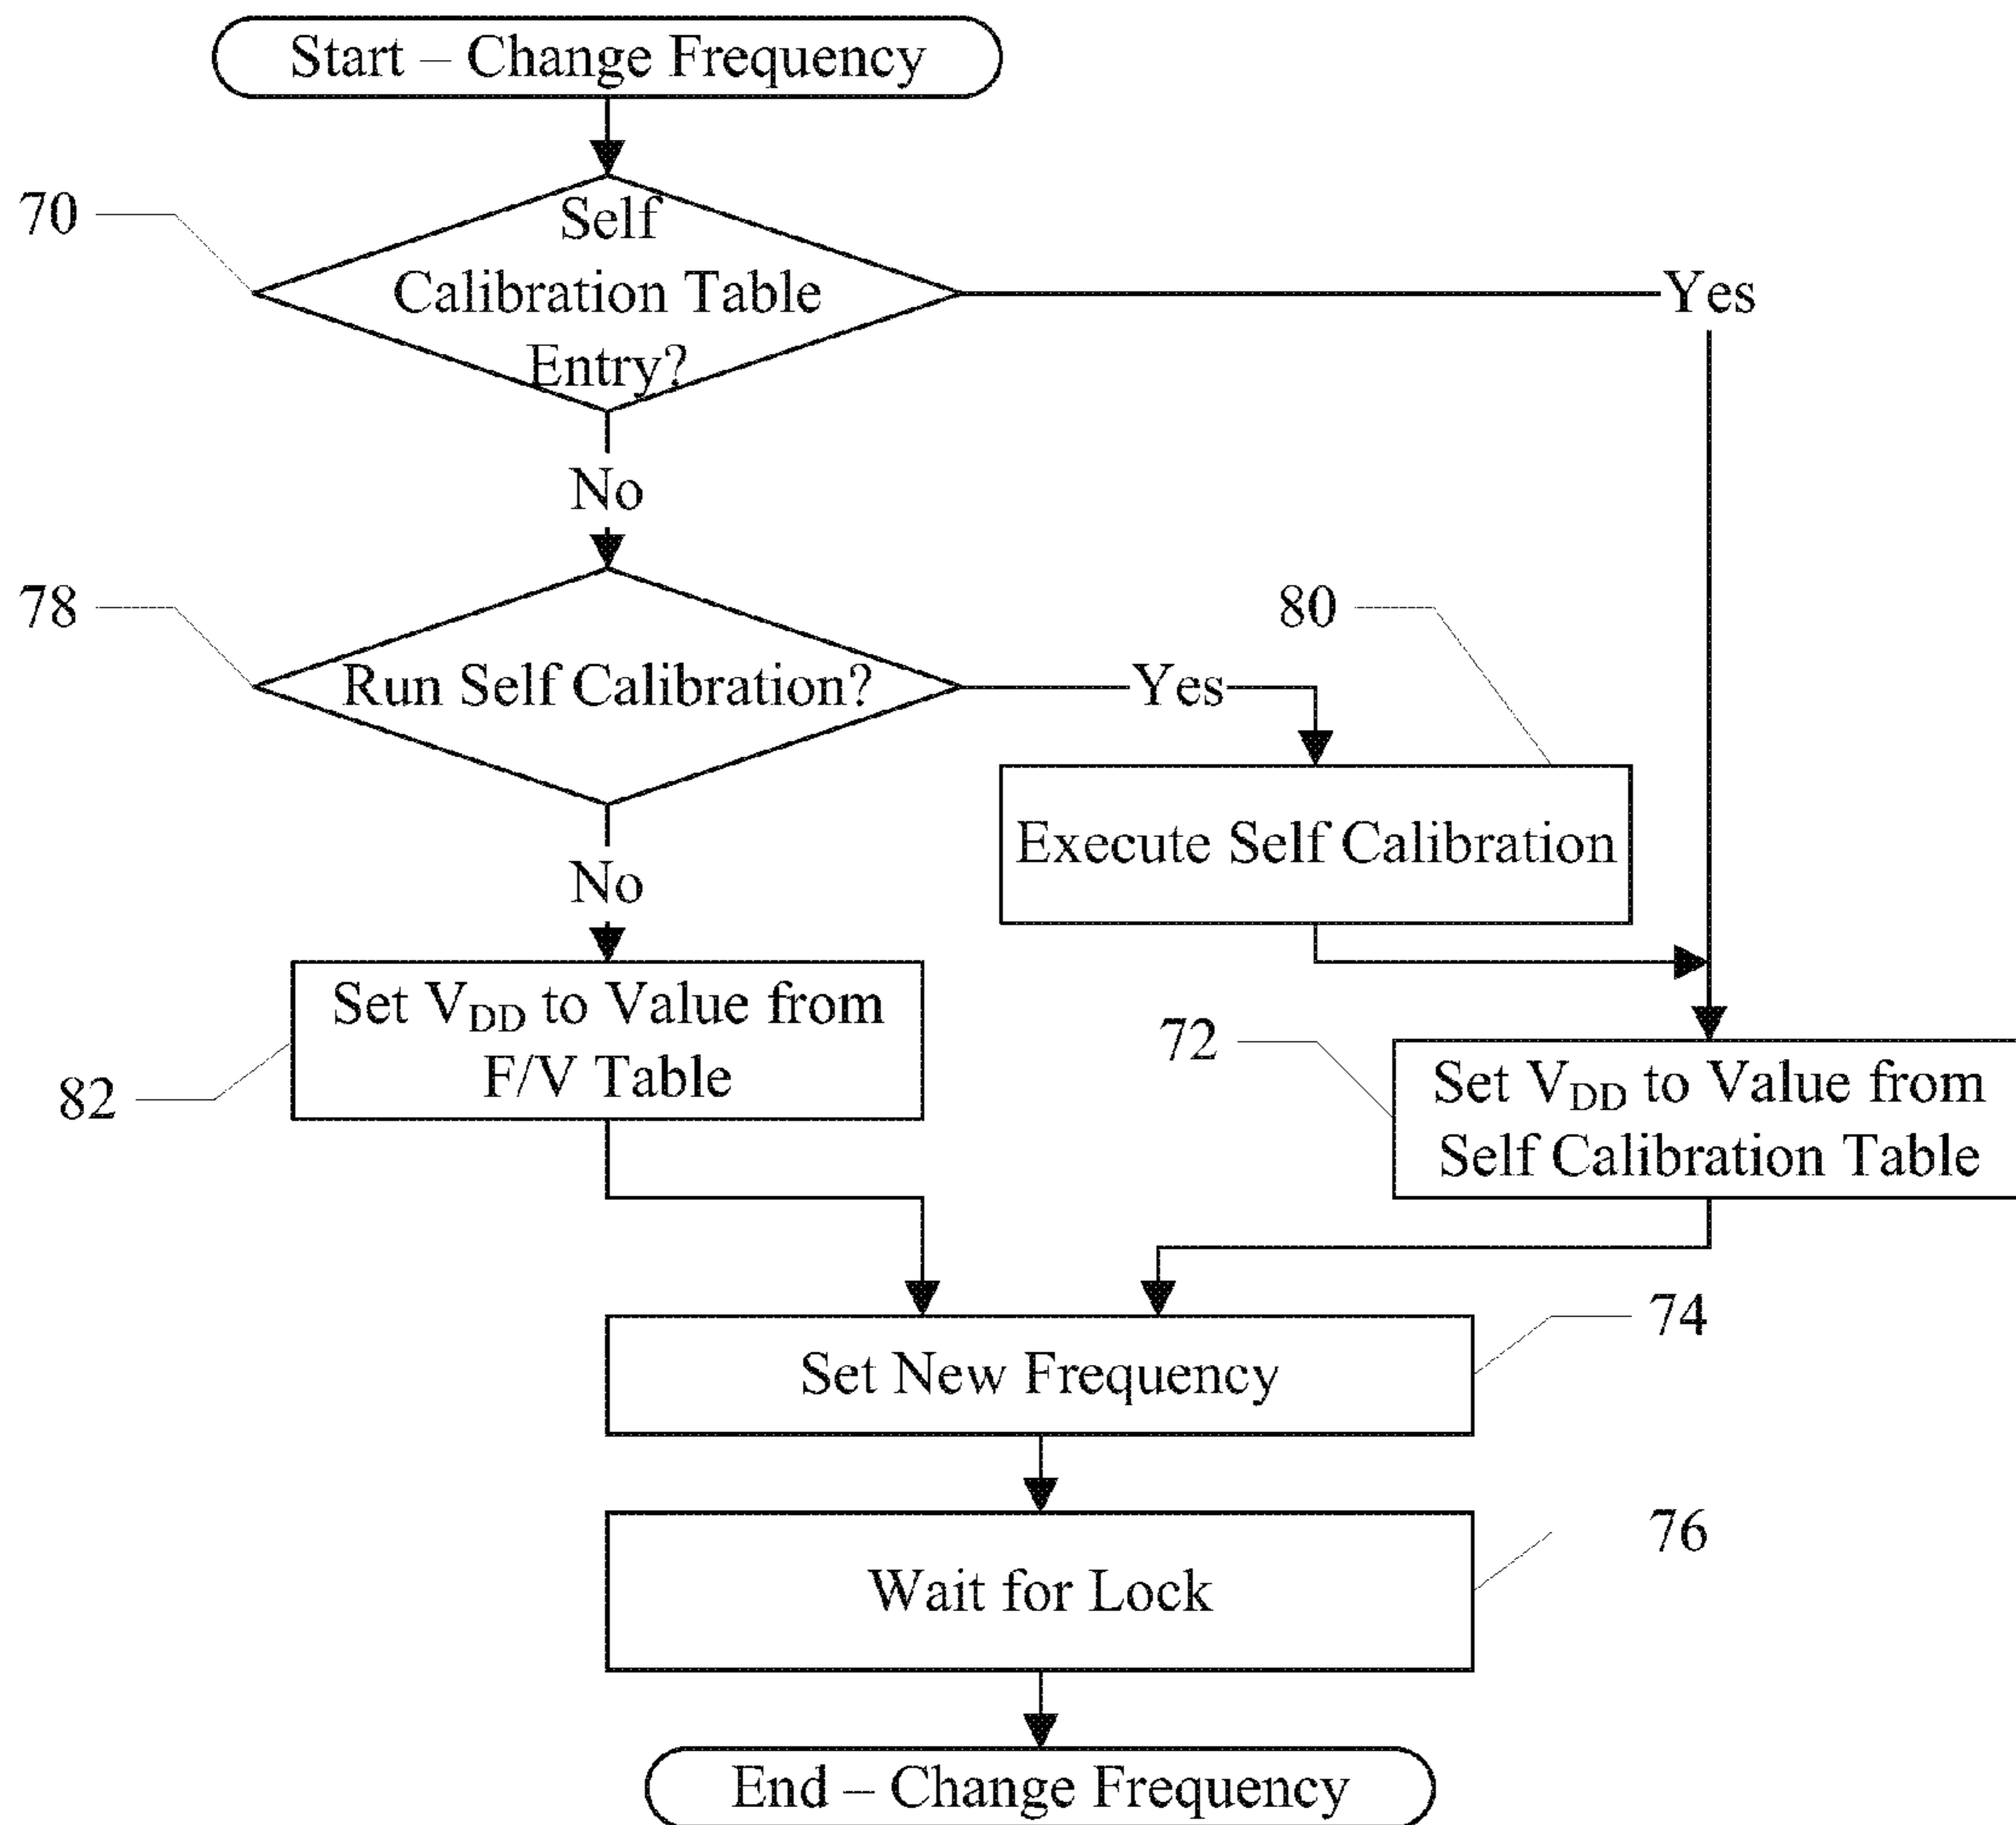 Start – Change Frequency
70
Self
Calibration Table
Entry?
Yes
No
78
80
Run Self Calibration?
Yes
Execute Self Calibration
No
Set VDD to Value from
F/V Table
82
72
Set VDD to Value from
Self Calibration Table
74
Set New Frequency
76
Wait for Lock
End – Change Frequency